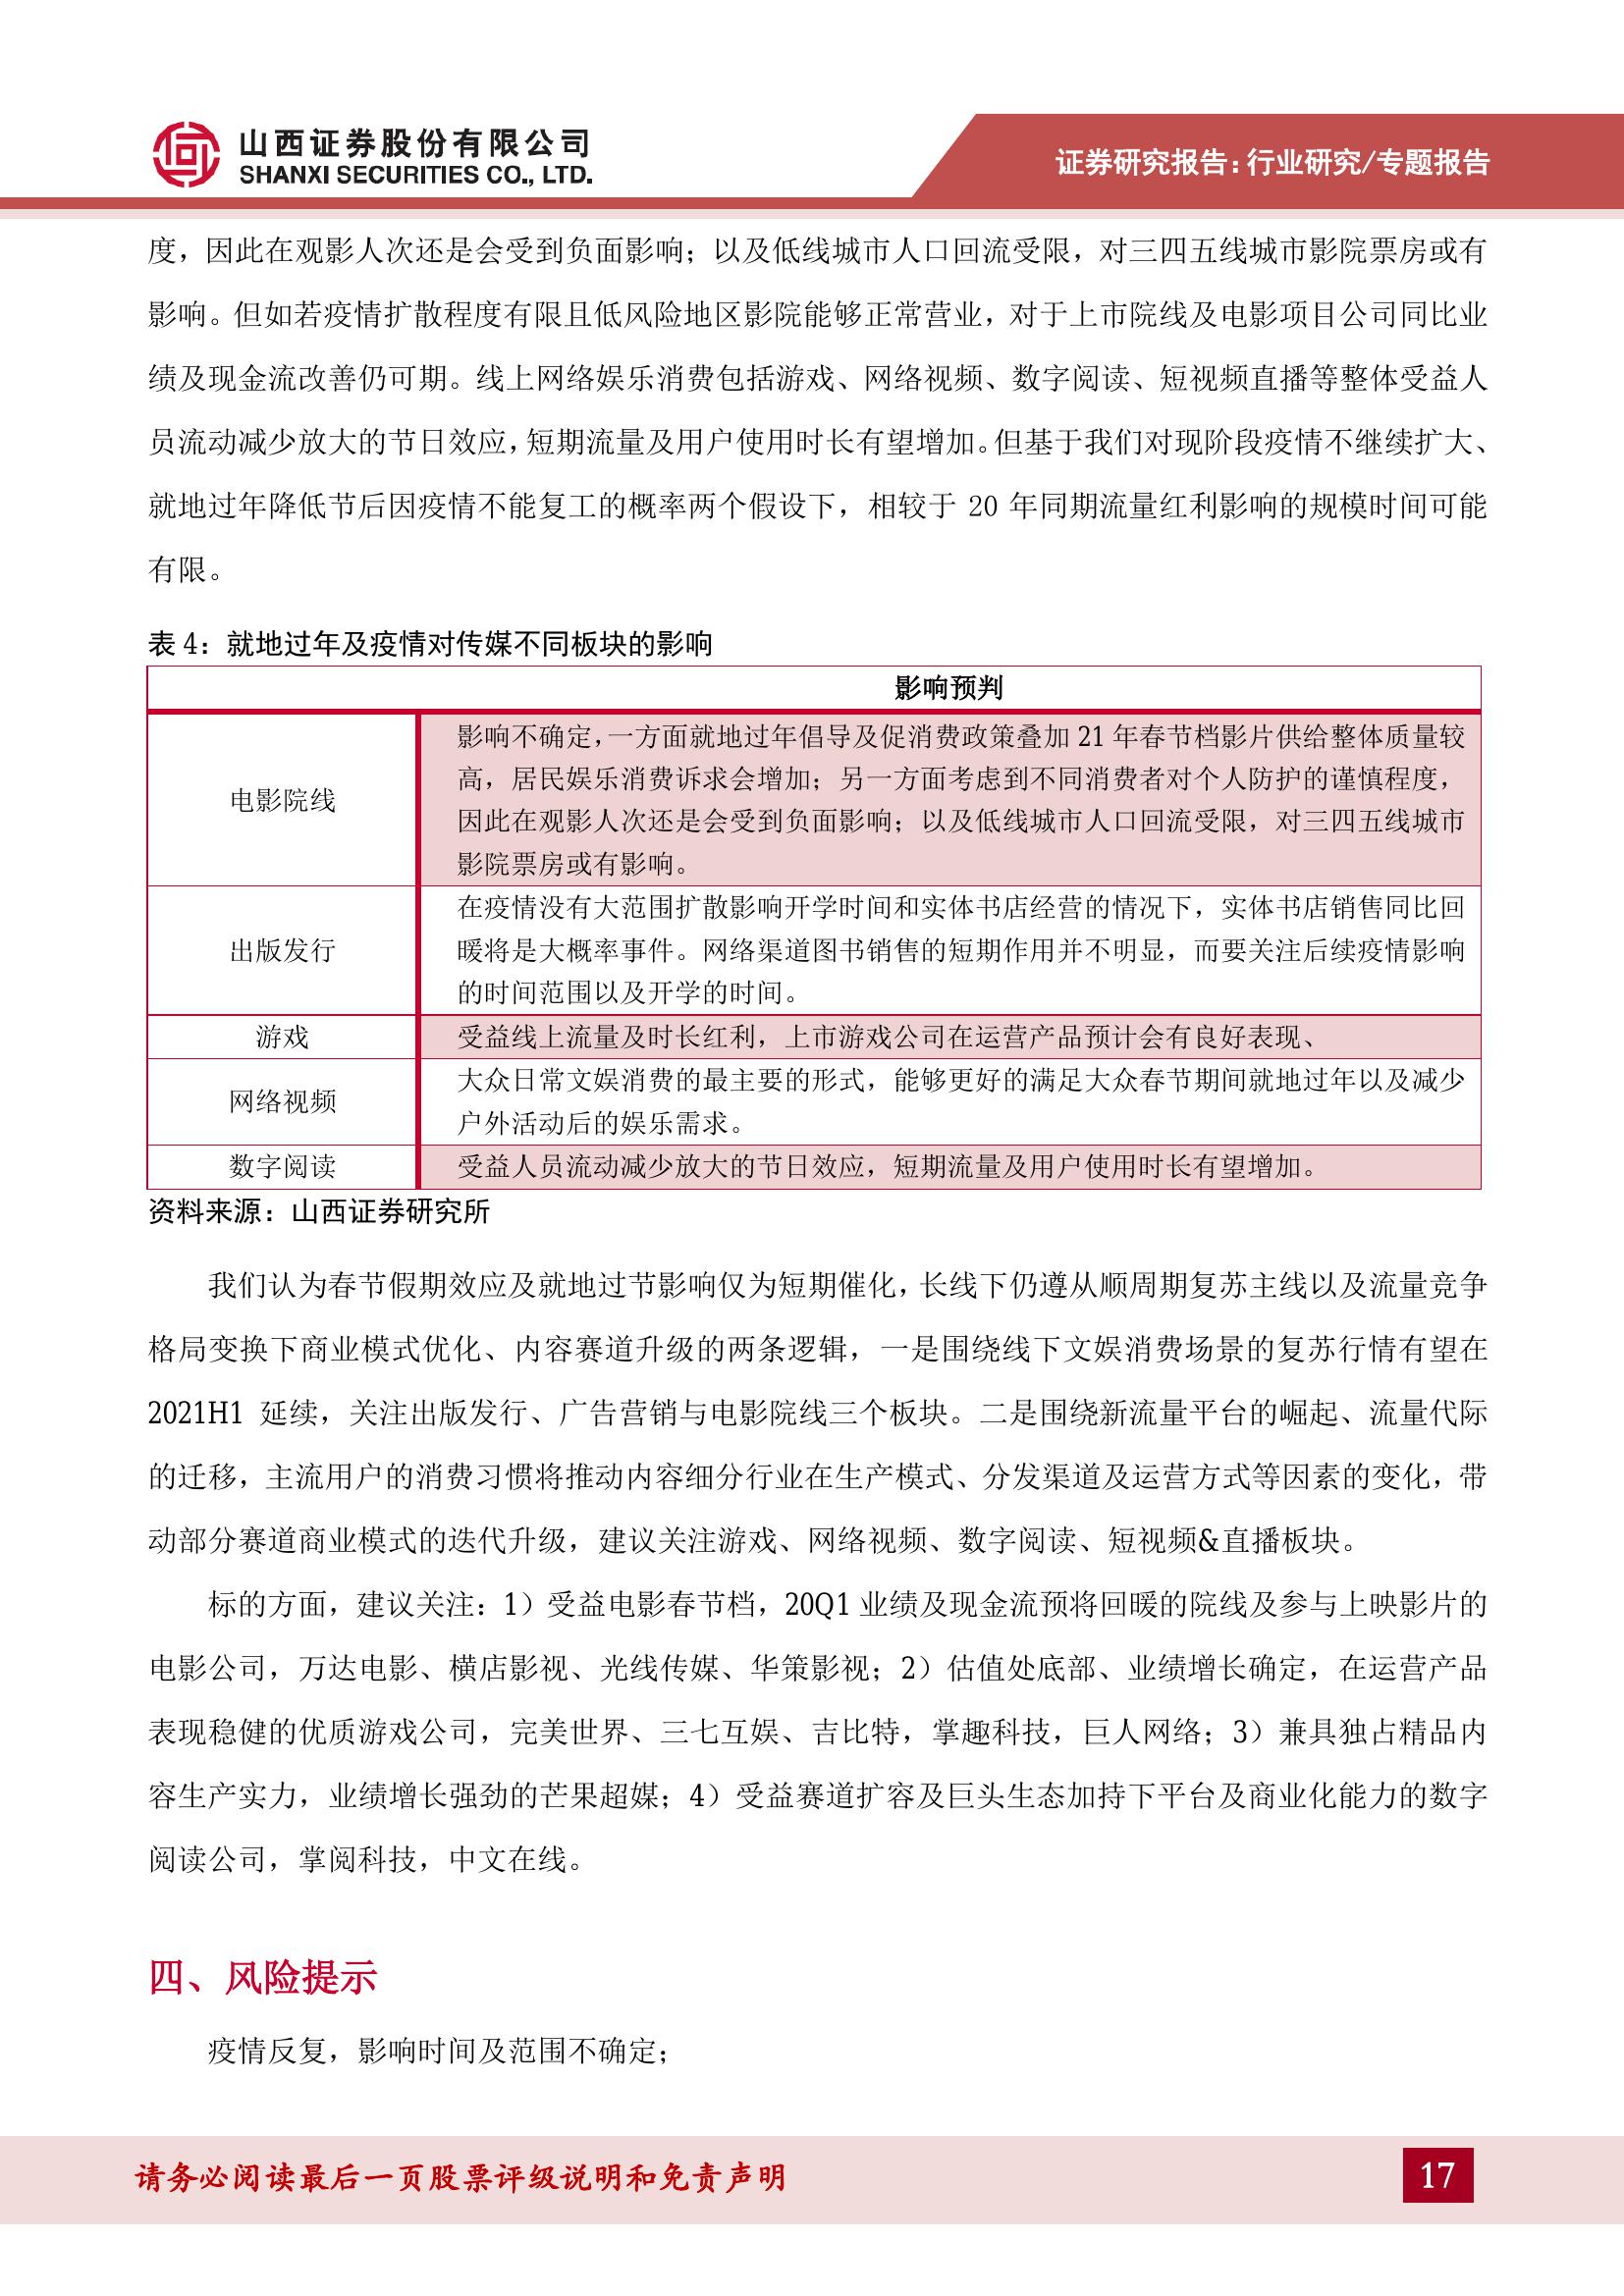 山西证券股份有限公司
SHANXI SECURITIES CO., LTD.
证券研究报告：行业研究/专题报告
度，因此在观影人次还是会受到负面影响；以及低线城市人口回流受限，对三四五线城市影院票房或有
影响。但如若疫情扩散程度有限且低风险地区影院能够正常营业，对于上市院线及电影项目公司同比业
绩及现金流改善仍可期。线上网络娱乐消费包括游戏、网络视频、数字阅读、短视频直播等整体受益人
员流动减少放大的节日效应，短期流量及用户使用时长有望增加。但基于我们对现阶段疫情不继续扩大、
就地过年降低节后因疫情不能复工的概率两个假设下，相较于 20 年同期流量红利影响的规模时间可能
有限。
表 4：就地过年及疫情对传媒不同板块的影响
影响预判
电影院线
影响不确定，一方面就地过年倡导及促消费政策叠加 21 年春节档影片供给整体质量较
高，居民娱乐消费诉求会增加；另一方面考虑到不同消费者对个人防护的谨慎程度，
因此在观影人次还是会受到负面影响；以及低线城市人口回流受限，对三四五线城市
影院票房或有影响。
出版发行
在疫情没有大范围扩散影响开学时间和实体书店经营的情况下，实体书店销售同比回
暖将是大概率事件。网络渠道图书销售的短期作用并不明显，而要关注后续疫情影响
的时间范围以及开学的时间。
游戏
受益线上流量及时长红利，上市游戏公司在运营产品预计会有良好表现、
网络视频
大众日常文娱消费的最主要的形式，能够更好的满足大众春节期间就地过年以及减少
户外活动后的娱乐需求。
数字阅读
受益人员流动减少放大的节日效应，短期流量及用户使用时长有望增加。
资料来源：山西证券研究所
我们认为春节假期效应及就地过节影响仅为短期催化，长线下仍遵从顺周期复苏主线以及流量竞争
格局变换下商业模式优化、内容赛道升级的两条逻辑，一是围绕线下文娱消费场景的复苏行情有望在
2021H1 延续，关注出版发行、广告营销与电影院线三个板块。二是围绕新流量平台的崛起、流量代际
的迁移，主流用户的消费习惯将推动内容细分行业在生产模式、分发渠道及运营方式等因素的变化，带
动部分赛道商业模式的迭代升级，建议关注游戏、网络视频、数字阅读、短视频&直播板块。
标的方面，建议关注：1）受益电影春节档，20Q1 业绩及现金流预将回暖的院线及参与上映影片的
电影公司，万达电影、横店影视、光线传媒、华策影视；2）估值处底部、业绩增长确定，在运营产品
表现稳健的优质游戏公司，完美世界、三七互娱、吉比特，掌趣科技，巨人网络；3）兼具独占精品内
容生产实力，业绩增长强劲的芒果超媒；4）受益赛道扩容及巨头生态加持下平台及商业化能力的数字
阅读公司，掌阅科技，中文在线。
四、风险提示
疫情反复，影响时间及范围不确定；
请务必阅读最后一页股票评级说明和免责声明
17